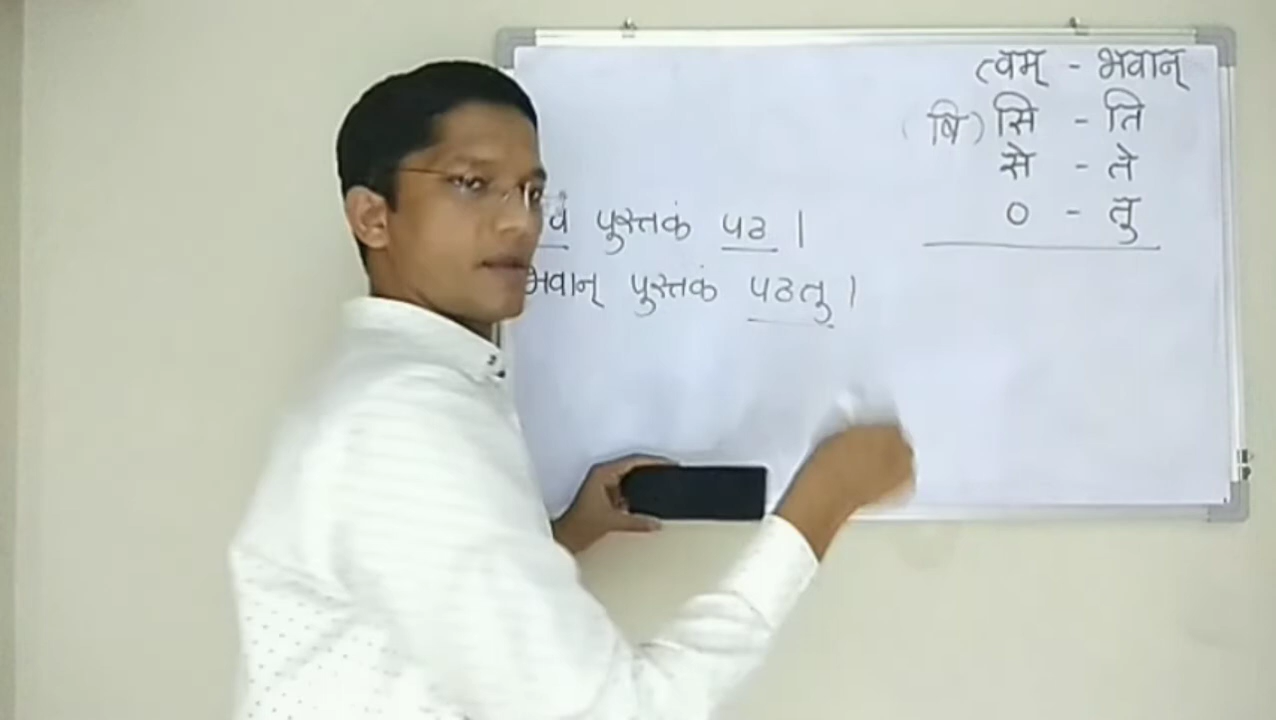 त्वम् - भवान्
(षि) सि - ति
से - ते
० - तु
पुस्तकं पठ ।
भवान् पुस्तकं पठतु ।